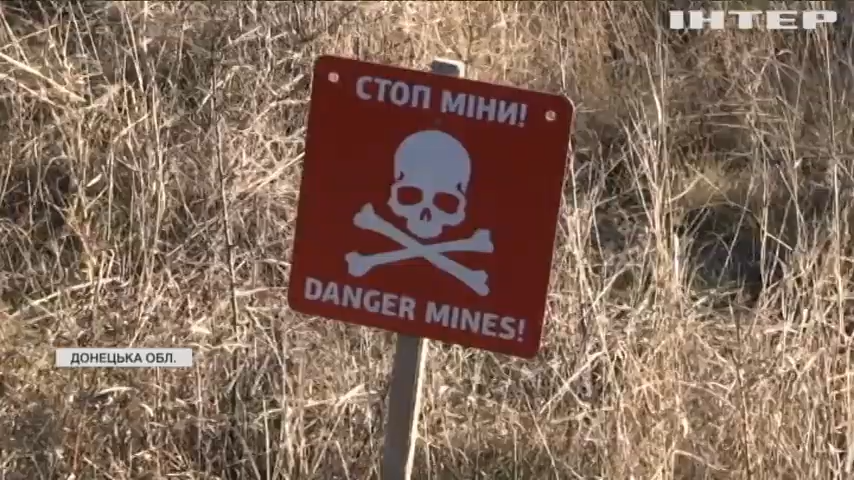 ІНТЕР
СТОП МІНИ!
DANGER MINES!
ДОНЕЦЬКА ОБЛ.